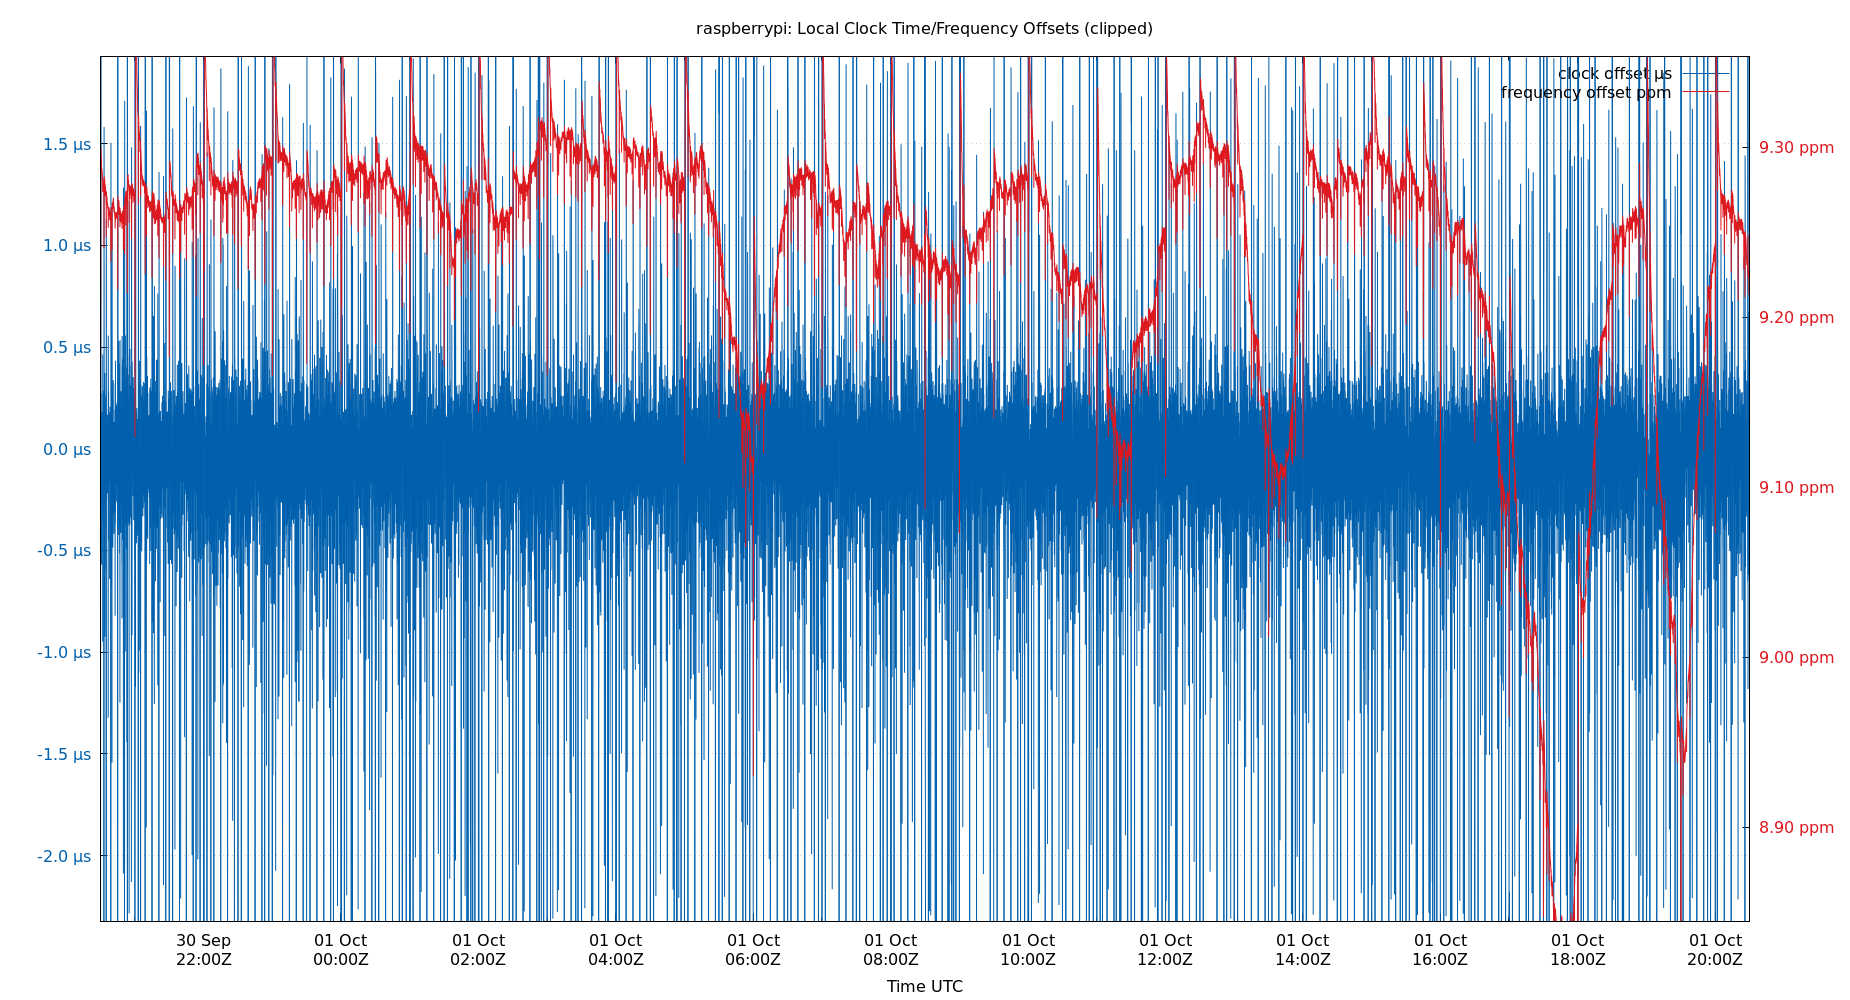 raspberrypi: Local Clock Time/Frequency Offsets (clipped)
clock offset µs
frequency offset ppm
1.5 µs
1.0 µs
0.5 µs
0.0 µs
-0.5 µs
-1.0 µs
-1.5 µs
-2.0 µs
9.30 ppm
9.20 ppm
9.10 ppm
9.00 ppm
8.90 ppm
30 Sep 01 Oct 01 Oct 01 Oct 01 Oct 01 Oct 01 Oct 01 Oct 01 Oct 01 Oct 01 Oct 01 Oct
22:00Z 00:00Z 02:00Z 04:00Z 06:00Z 08:00Z 10:00Z 12:00Z 14:00Z 16:00Z 18:00Z 20:00Z
Time UTC